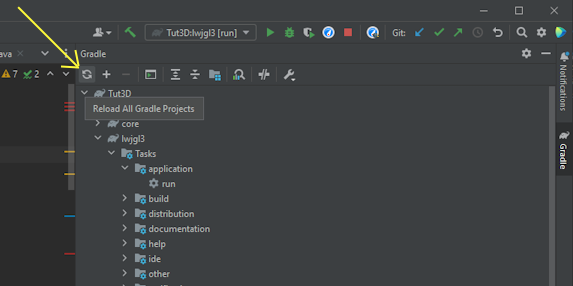 Tut3D:lwjgl3 [run]
Git:
ava
Gradle
7
2
Tut3D
Reload All Gradle Projects
core
lwjgl3
Tasks
application
run
build
distribution
documentation
help
ide
other
Notifications
Gradle